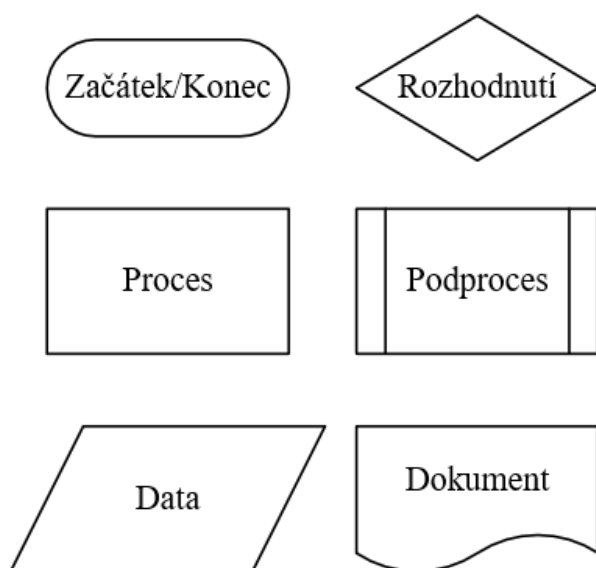 Začátek/Konec
Rozhodnutí
Proces
Podproces
Data
Dokument